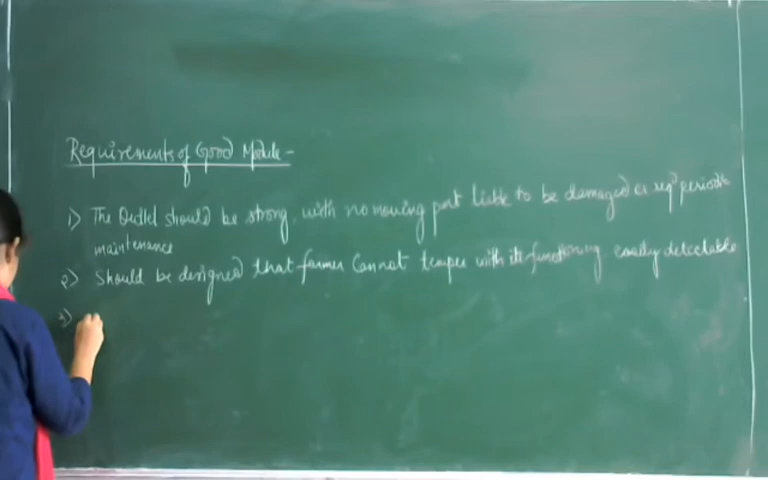 Requirements of Good Module -
1) The Outlet should be strong, with no moving part liable to be damaged or reqd periodic
maintenance
2) Should be designed that farmer Cannot temper with its functioning easily detectable
3)